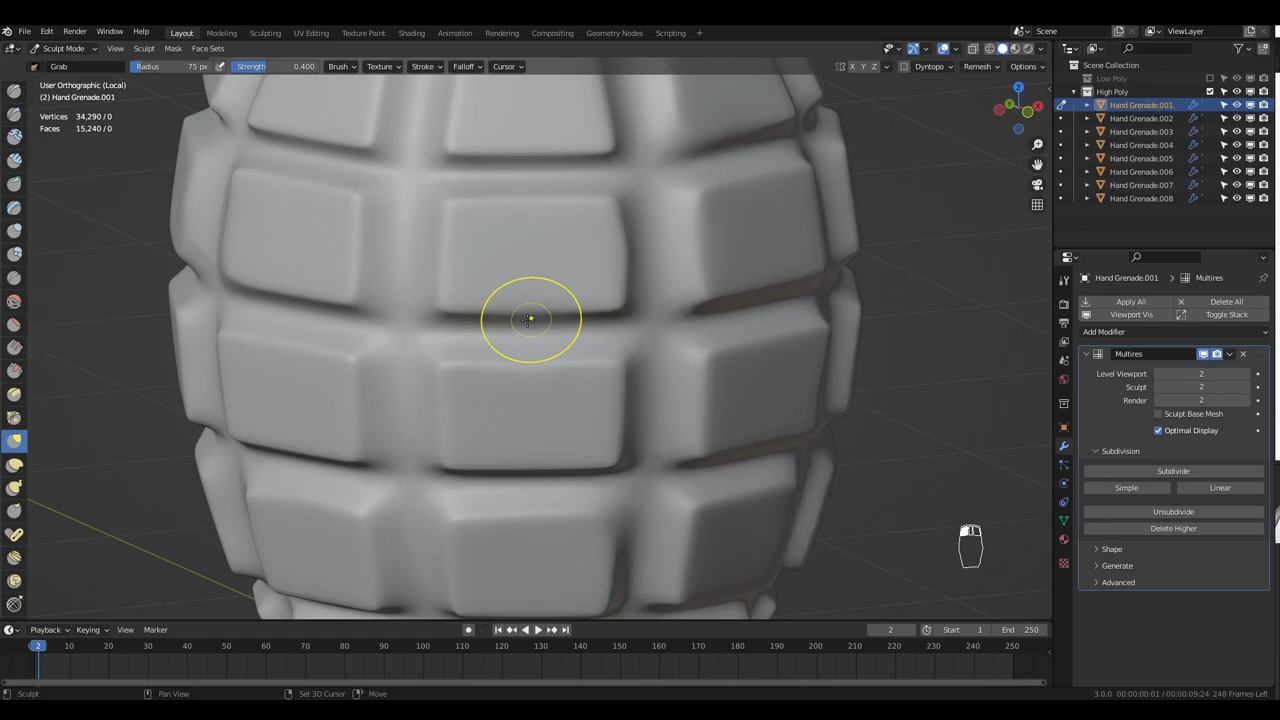 File Edit Render Window Help Layout Modeling Sculpting UV Editing Texture Paint Shading Animation Rendering Compositing Geometry Nodes Scripting + Scene ViewLayer
Sculpt Mode View Sculpt Mask Face Sets
Grab Radius 75 px Strength 0.400 Brush Texture Stroke Falloff Cursor X Y Z Dyntopo Remesh Options
User Orthographic (Local)
(2) Hand Grenade.001
Vertices 34,290 / 0
Faces 15,240 / 0
Z
X
Y
Scene Collection
Low Poly
High Poly
Hand Grenade.001
Hand Grenade.002
Hand Grenade.003
Hand Grenade.004
Hand Grenade.005
Hand Grenade.006
Hand Grenade.007
Hand Grenade.008
Hand Grenade.001 Multires
Apply All Delete All
Viewport Vis Toggle Stack
Add Modifier
Multires
Level Viewport 2
Sculpt 2
Render 2
Sculpt Base Mesh
Optimal Display
Subdivision
Subdivide
Simple Linear
Unsubdivide
Delete Higher
Shape
Generate
Advanced
Playback Keying View Marker 2 Start 1 End 250
2 10 20 30 40 50 60 70 80 90 100 110 120 130 140 150 160 170 180 190 200 210 220 230 240 250
Sculpt Pan View Set 3D Cursor Move 3.0.0 00:00:00:01 / 00:00:09:24 248 Frames Left